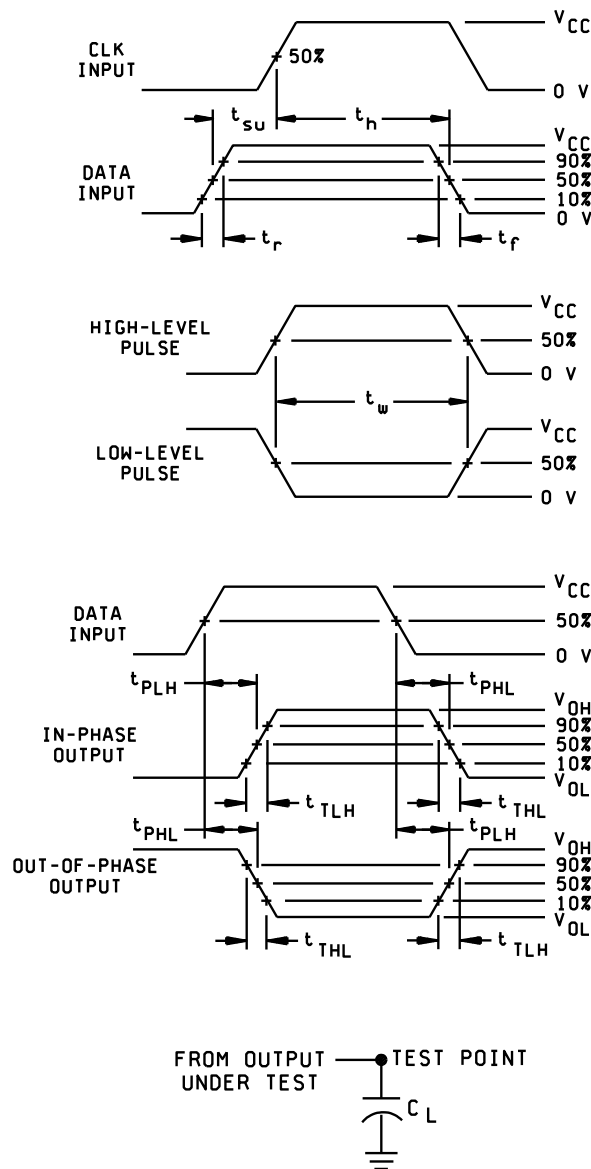 V CC
CLK
INPUT
50%
0 V
t su
t h
V CC
90%
DATA
INPUT
50%
10%
0 V
t r
t f
V CC
HIGH-LEVEL
PULSE
50%
0 V
t w
V CC
LOW-LEVEL
PULSE
50%
0 V
V CC
DATA
INPUT
50%
0 V
t PLH
t PHL
V OH
90%
IN-PHASE
OUTPUT
50%
10%
V OL
t TLH
t THL
t PHL
t PLH
V OH
90%
OUT-OF-PHASE
OUTPUT
50%
10%
V OL
t THL
t TLH
FROM OUTPUT
UNDER TEST
TEST POINT
C L